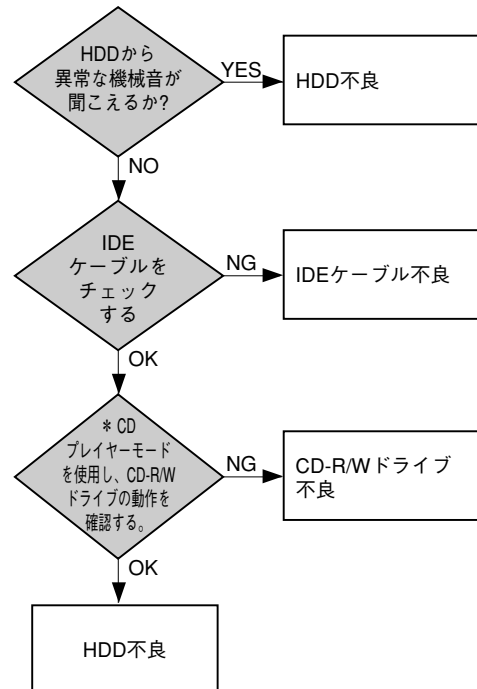 HDDから
異常な機械音が
聞こえるか?
YES
HDD不良
NO
IDE
ケーブルを
チェック
する
NG
IDEケーブル不良
OK
＊CD
プレイヤーモード
を使用し、CD-R/W
ドライブの動作を
確認する。
NG
CD-R/Wドライブ
不良
OK
HDD不良